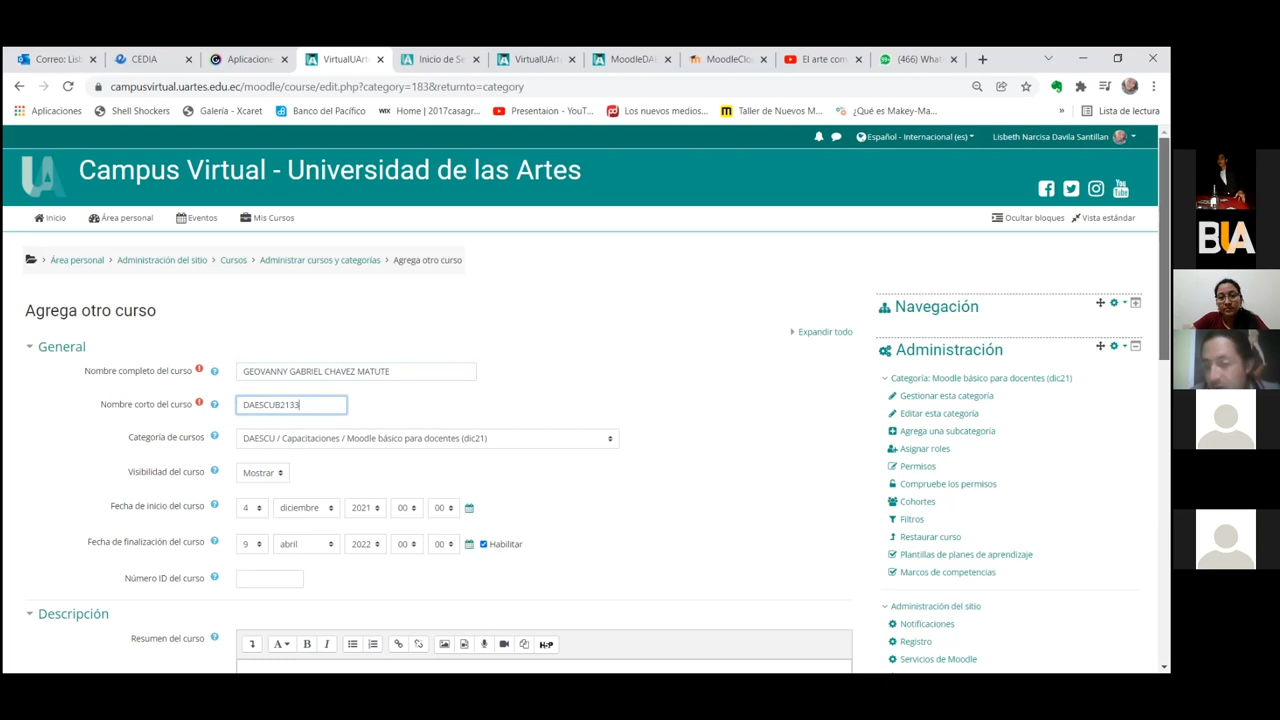 Correo: Lis
CEDIA
Aplicacione
VirtualUArt
Inicio de Se
VirtualUArt
MoodleDA
MoodleClo
El arte com
(466) What
campusvirtual.uartes.edu.ec/moodle/course/edit.php?category=183&returnto=category
Aplicaciones
Shell Shockers
Galería - Xcaret
Banco del Pacífico
WIX Home | 2017casagr...
Presentaion - YouT...
Los nuevos medios...
Taller de Nuevos M...
¿Qué es Makey-Ma...
»
Lista de lectura
Español - Internacional (es)
Lisbeth Narcisa Davila Santillan
UA
Campus Virtual - Universidad de las Artes
You Tube
Inicio
Área personal
Eventos
Mis Cursos
Ocultar bloques
Vista estándar
BUA
Área personal
Administración del sitio
Cursos
Administrar cursos y categorías
Agrega otro curso
Agrega otro curso
Expandir todo
General
Nombre completo del curso
GEOVANNY GABRIEL CHAVEZ MATUTE
Nombre corto del curso
DAESCUB2133
Categoría de cursos
DAESCU / Capacitaciones / Moodle básico para docentes (dic21)
Visibilidad del curso
Mostrar
Fecha de inicio del curso
4 diciembre 2021 00 00
Fecha de finalización del curso
9 abril 2022 00 00 Habilitar
Número ID del curso
Descripción
Resumen del curso
A B I
H-P
Navegación
Administración
Categoría: Moodle básico para docentes (dic21)
Gestionar esta categoría
Editar esta categoría
Agrega una subcategoría
Asignar roles
Permisos
Compruebe los permisos
Cohortes
Filtros
Restaurar curso
Plantillas de planes de aprendizaje
Marcos de competencias
Administración del sitio
Notificaciones
Registro
Servicios de Moodle